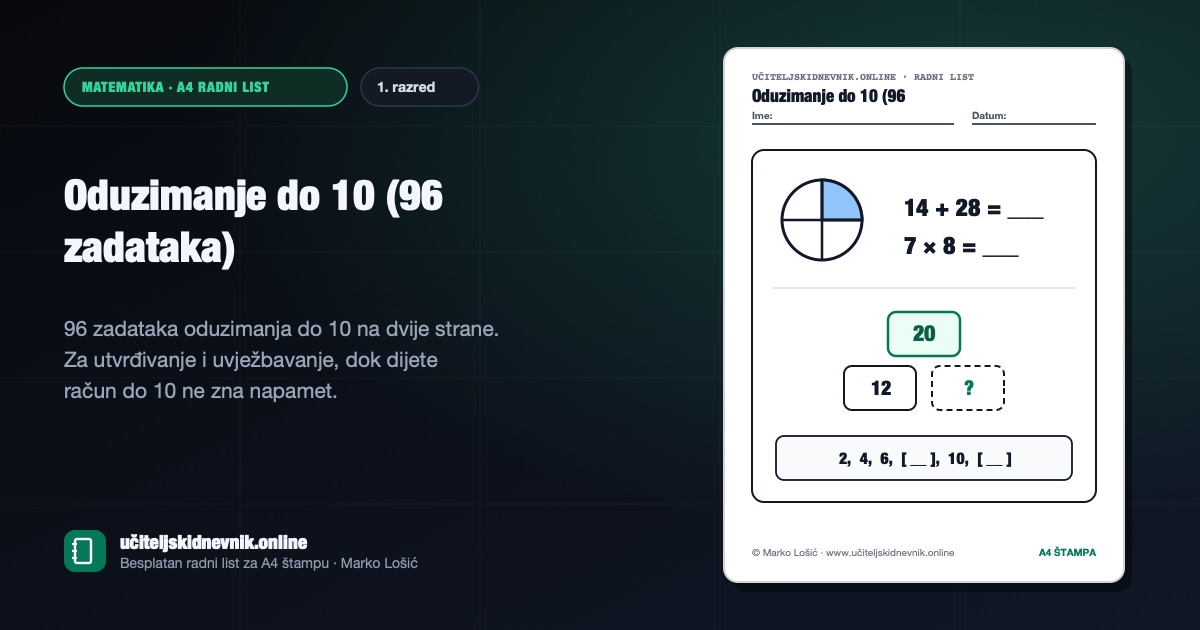 MATEMATIKA · A4 RADNI LIST
1. razred
Oduzimanje do 10 (96
zadataka)
96 zadataka oduzimanja do 10 na dvije strane.
Za utvrđivanje i uvježbavanje, dok dijete
račun do 10 ne zna napamet.
učiteljskidnevnik.online
Besplatan radni list za A4 štampu · Marko Lošić
UČITELJSKIDNEVNIK.ONLINE · RADNI LIST
Oduzimanje do 10 (96
Ime:
Datum:
14 + 28 = ___
7 × 8 = ___
20
12
?
2, 4, 6, [ __ ], 10, [ __ ]
© Marko Lošić · www.uciteljskidnevnik.online
A4 ŠTAMPA